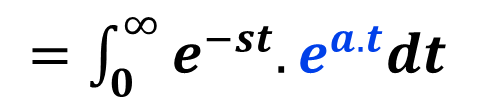 = ∫₀^∞ e^{-st}. e^{a.t} dt